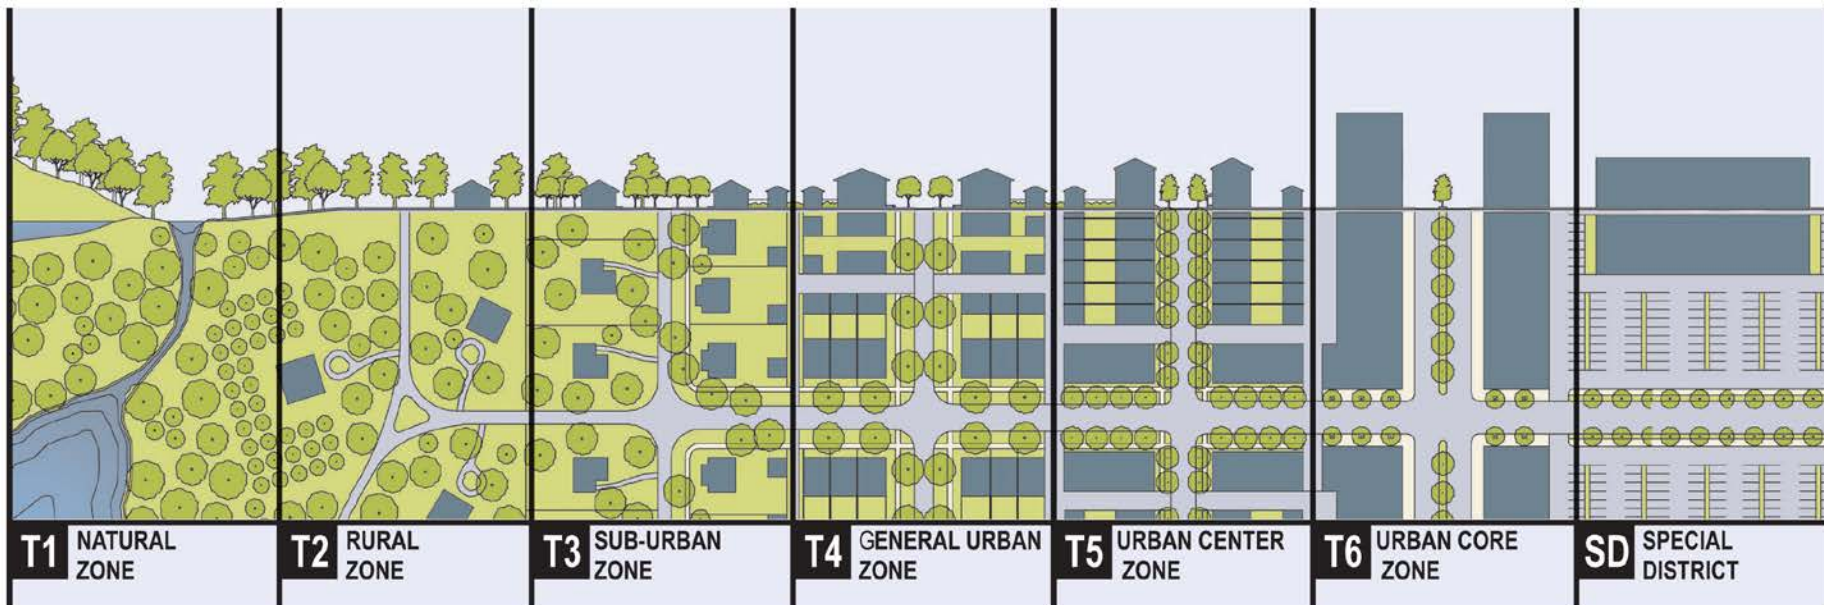 T1 NATURAL
ZONE
T2 RURAL
ZONE
T3 SUB-URBAN
ZONE
T4 GENERAL URBAN
ZONE
T5 URBAN CENTER
ZONE
T6 URBAN CORE
ZONE
SD SPECIAL
DISTRICT